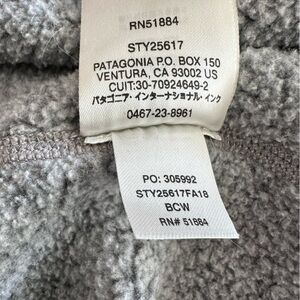 RN51884
STY25617
PATAGONIA P.O. BOX 150
VENTURA, CA 93002 US
CUIT:30-70924649-2
パタゴニア・インターナショナル・インク
0467-23-8961
PO: 305992
STY25617FA18
BCW
RN# 51884